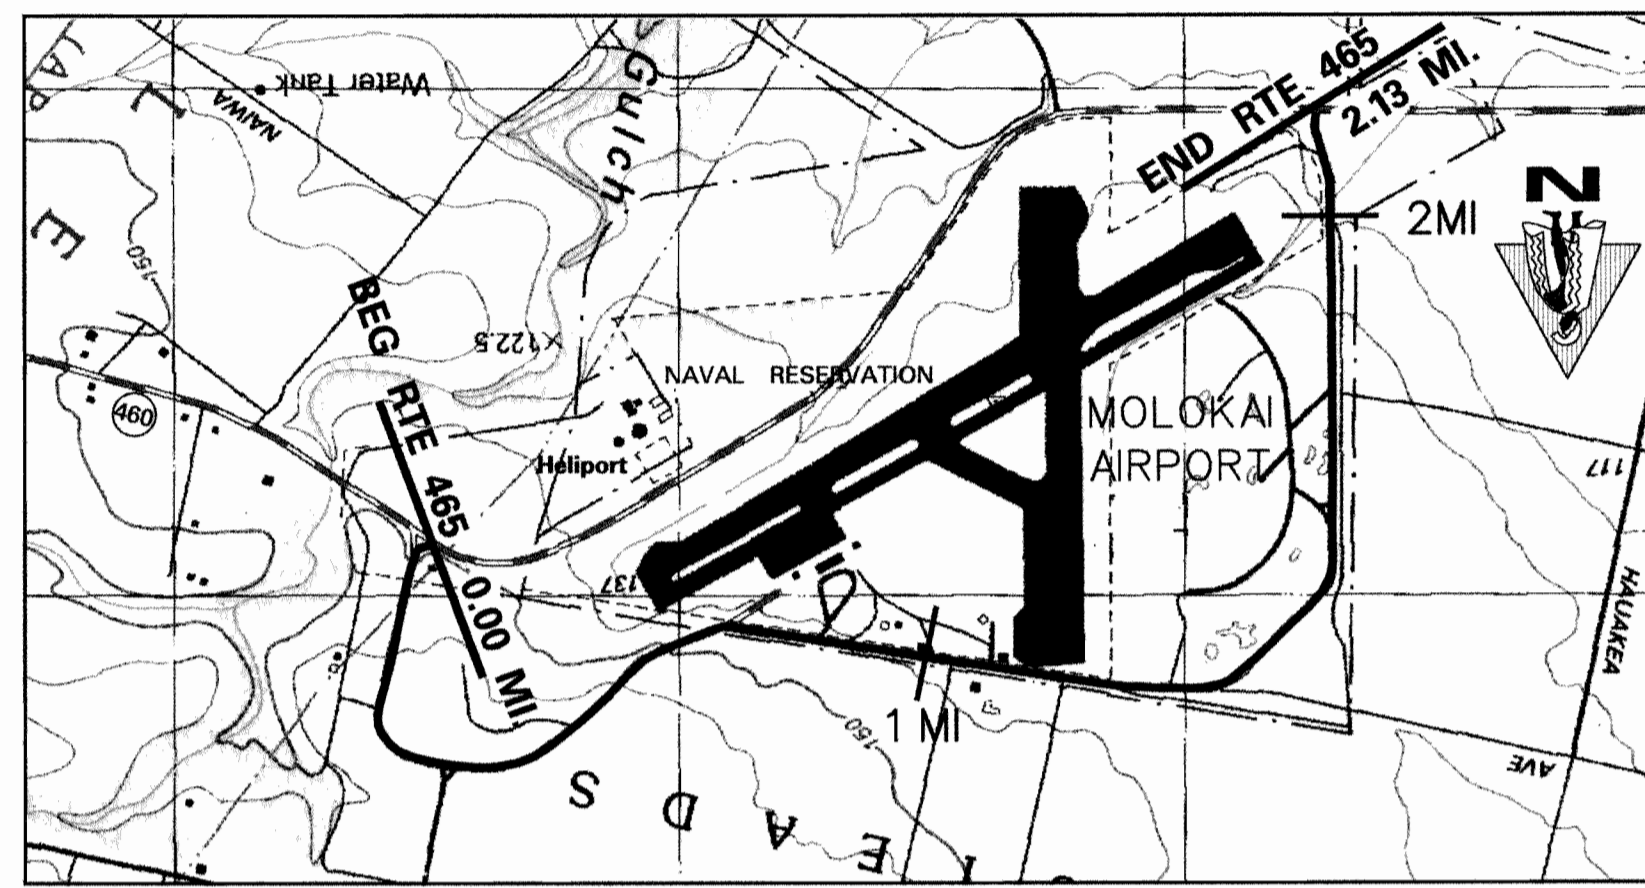 Gulch
Water Tank
NAIWA
END RTE 465
2.13 MI.
N
2MI
E
150
BEG RTE 465
0.00 MI.
×122.5
NAVAL RESERVATION
460
Heliport
MOLOKAI
AIRPORT
117
137
HAUAKEA
1 MI
150
AVE
S D A E